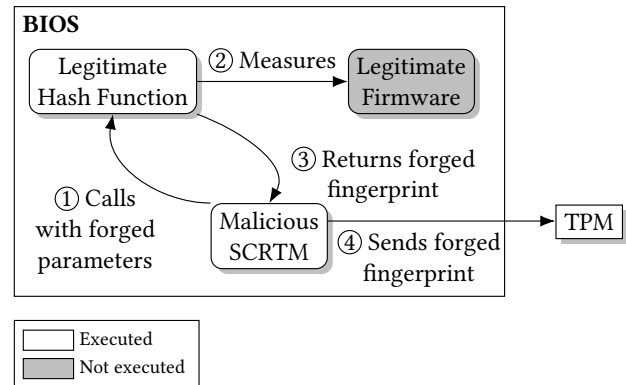 BIOS
Legitimate
Hash Function
② Measures
Legitimate
Firmware
③ Returns forged
fingerprint
① Calls
with forged
parameters
Malicious
SCRTM
④ Sends forged
fingerprint
TPM
Executed
Not executed